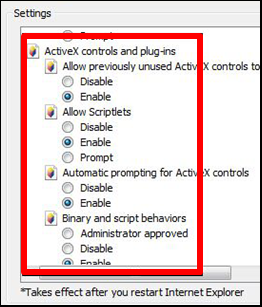 Settings
Prompt
ActiveX controls and plug-ins
Allow previously unused ActiveX controls to
Disable
Enable
Allow Scriptlets
Disable
Enable
Prompt
Automatic prompting for ActiveX controls
Disable
Enable
Binary and script behaviors
Administrator approved
Disable
Enable
*Takes effect after you restart Internet Explorer